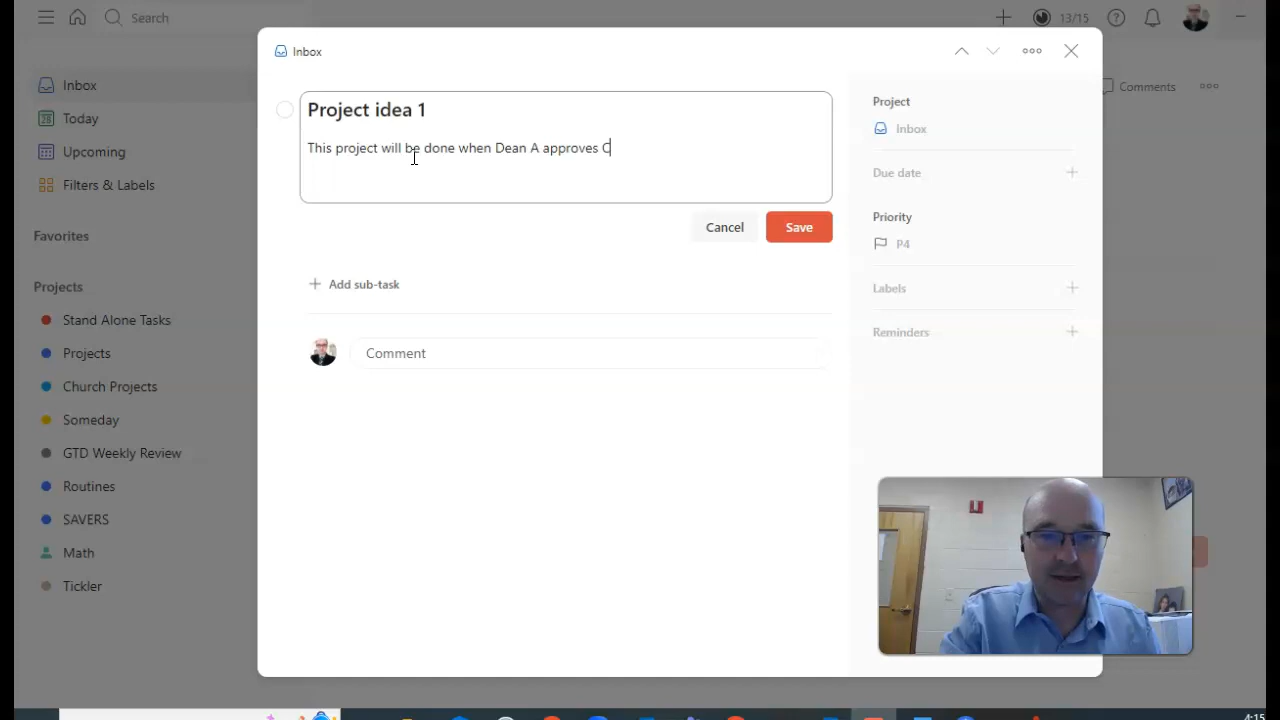 Search
13/15
Inbox
Comments
Inbox
Today
Upcoming
Filters & Labels
Favorites
Projects
Stand Alone Tasks
Projects
Church Projects
Someday
GTD Weekly Review
Routines
SAVERS
Math
Tickler
Project idea 1
This project will be done when Dean A approves C
Cancel
Save
Add sub-task
Comment
Project
Inbox
Due date
Priority
P4
Labels
Reminders
4:15